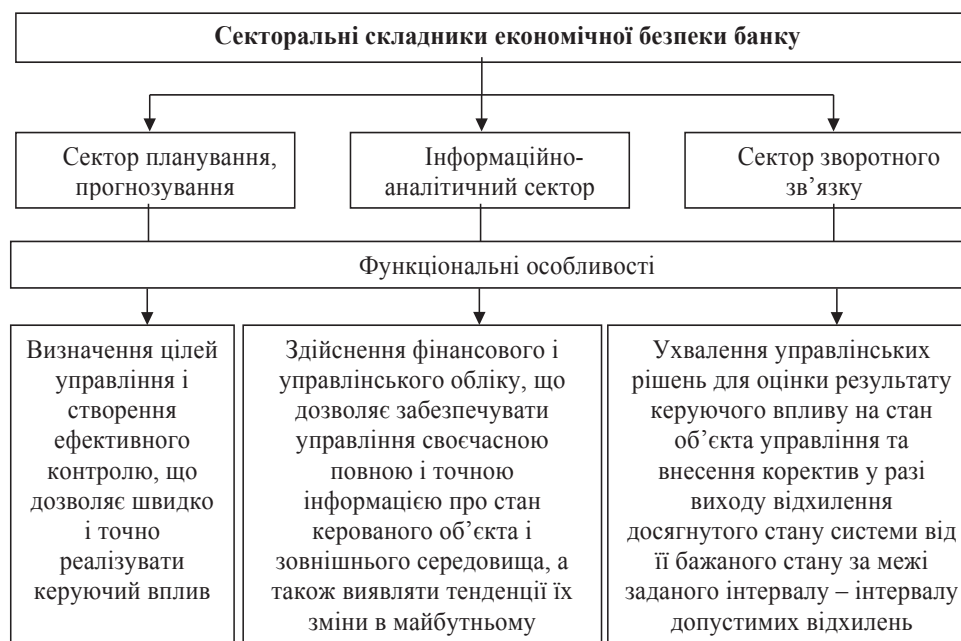 Секторальні складники економічної безпеки банку
Сектор планування,
прогнозування
Інформаційно-
аналітичний сектор
Сектор зворотного
зв’язку
Функціональні особливості
Визначення цілей
управління і
створення
ефективного
контролю, що
дозволяє швидко
і точно
реалізувати
керуючий вплив
Здійснення фінансового і
управлінського обліку, що
дозволяє забезпечувати
управління своєчасною
повною і точною
інформацією про стан
керованого об’єкта і
зовнішнього середовища, а
також виявляти тенденції їх
зміни в майбутньому
Ухвалення управлінських
рішень для оцінки результату
керуючого впливу на стан
об’єкта управління та
внесення коректив у разі
виходу відхилення
досягнутого стану системи від
її бажаного стану за межі
заданого інтервалу – інтервалу
допустимих відхилень